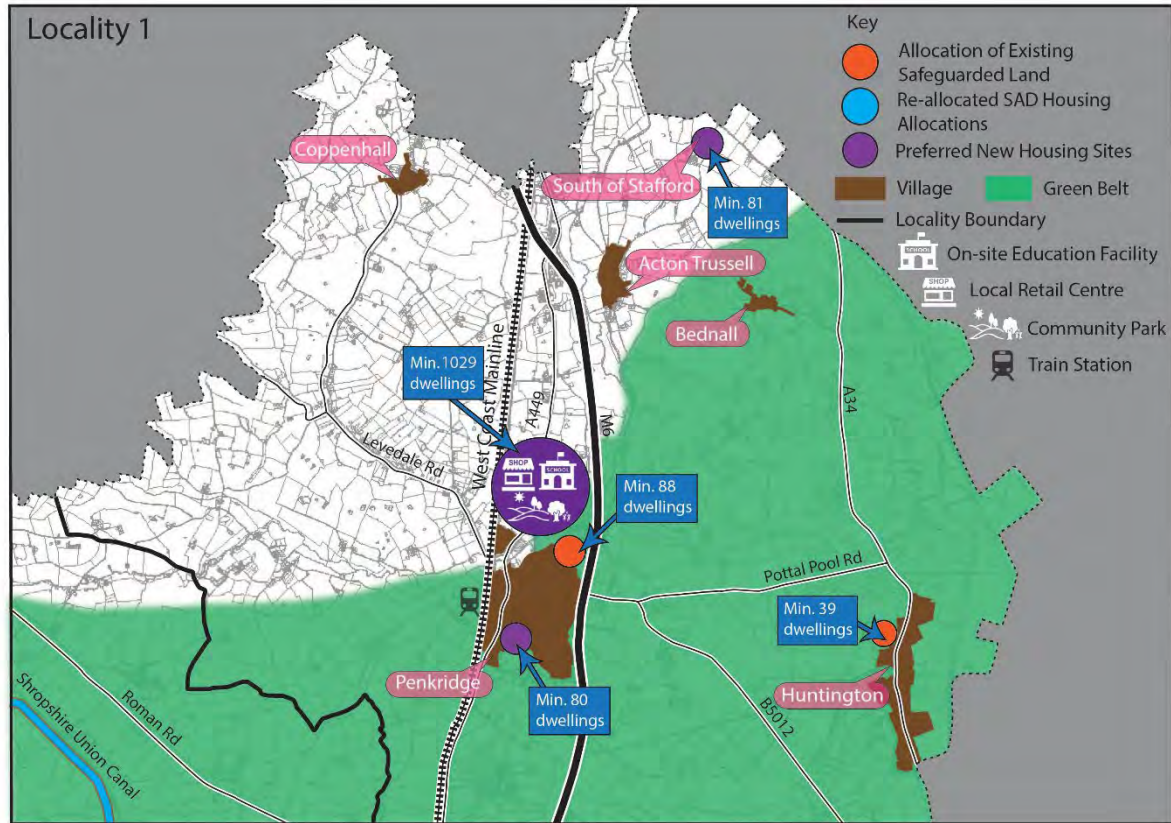 Locality 1
Key
Allocation of Existing
Safeguarded Land
Re-allocated SAD Housing
Allocations
Preferred New Housing Sites
Village
Green Belt
Locality Boundary
SCHOOL
On-site Education Facility
SHOP
Local Retail Centre
Community Park
Train Station
Coppenhall
South of Stafford
Min. 81
dwellings
Acton Trussell
Bednall
Min. 1029
dwellings
West Coast Mainline
A449
M6
A34
Levedale Rd
SHOP
SCHOOL
Min. 88
dwellings
Pottal Pool Rd
Min. 39
dwellings
Penkridge
Min. 80
dwellings
Huntington
B5012
Roman Rd
Shropshire Union Canal